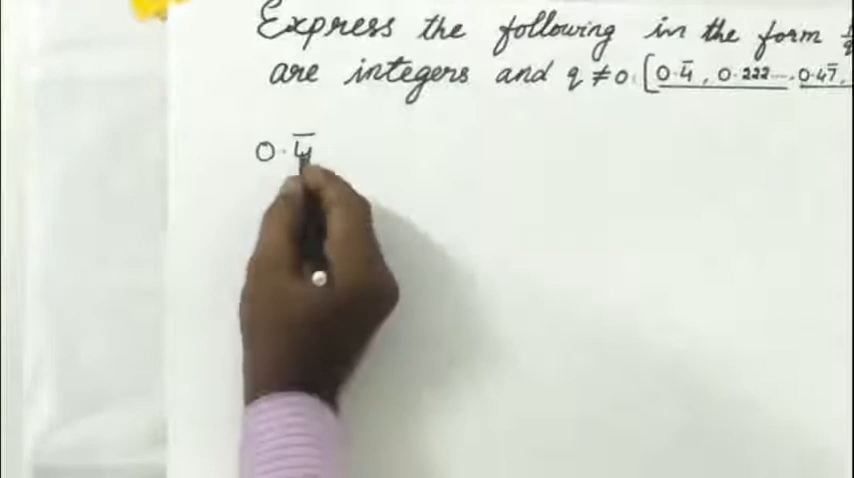 Express the following in the form
are integers and q ≠ 0. [0.4̅, 0.222..., 0.47̅,
0.4̅